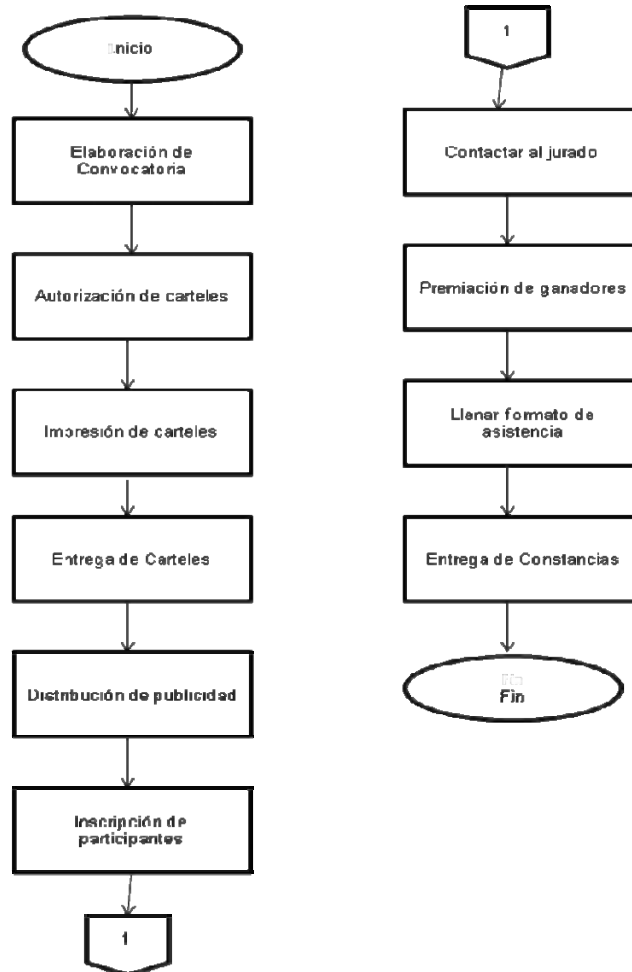 Inicio
Elaboración de
Convocatoria
Autorización de carteles
Impresión de carteles
Entrega de Carteles
Distribución de publicidad
Inscripción de
participantes
1
1
Contactar al jurado
Premiación de ganadores
Llenar formato de
asistencia
Entrega de Constancias
Fin
Fin